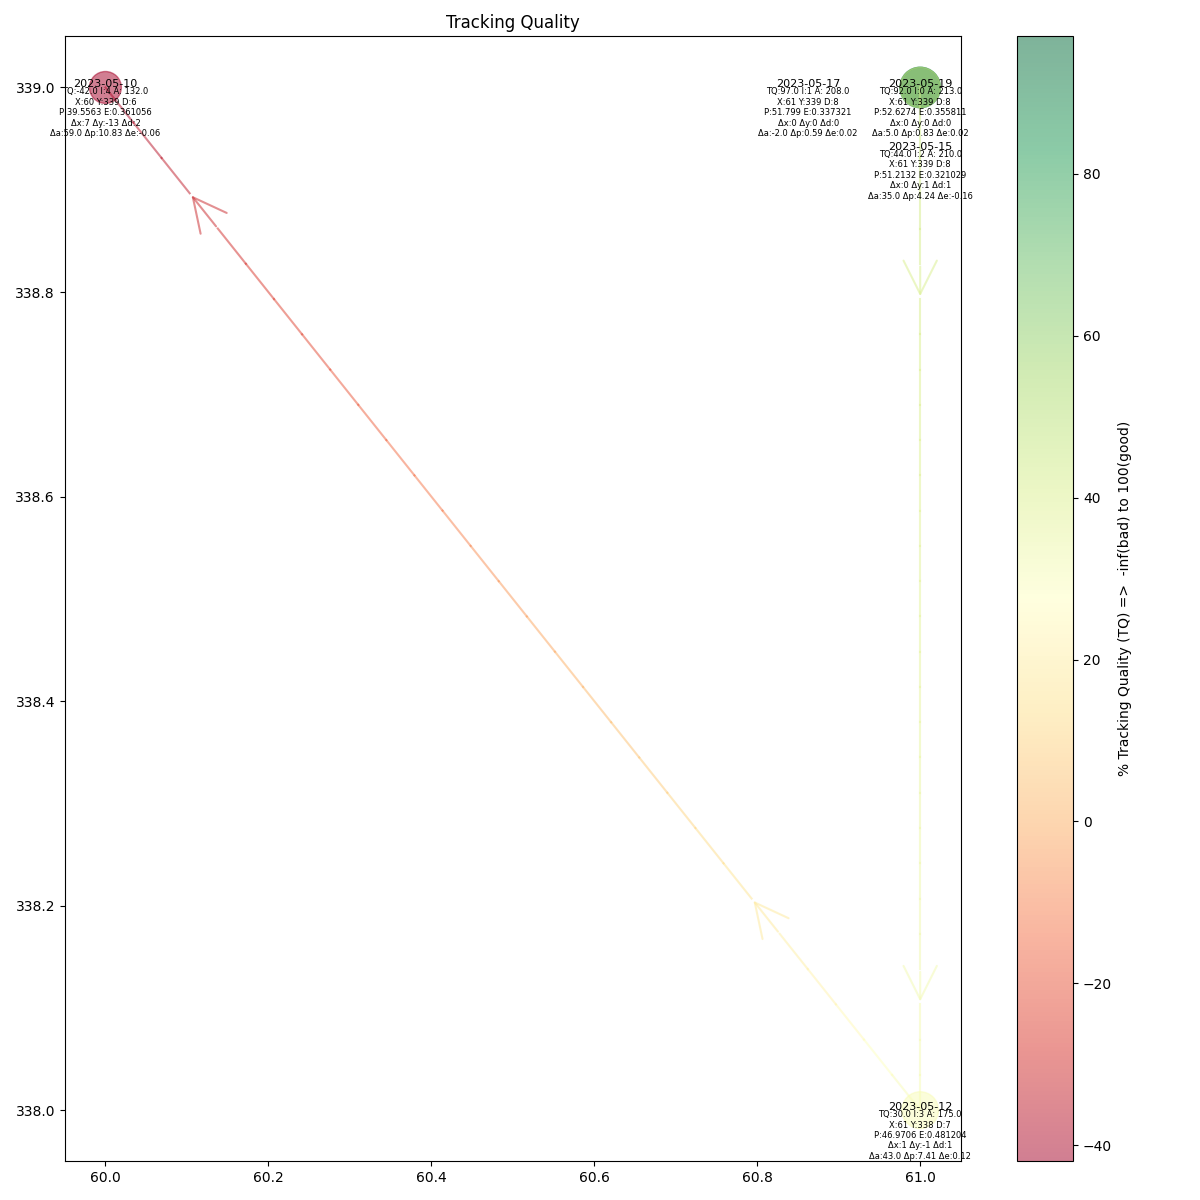 Tracking Quality
339.0
338.8
338.6
338.4
338.2
338.0
60.0
60.2
60.4
60.6
60.8
61.0
2023-05-10
TQ:-42.0 I:4 A: 132.0
X:60 Y:339 D:6
P:39.5563 E:0.361056
Δx:7 Δy:-13 Δd:2
Δa:59.0 Δp:10.83 Δe:-0.06
2023-05-17
TQ:97.0 I:1 A: 208.0
X:61 Y:339 D:8
P:51.799 E:0.337321
Δx:0 Δy:0 Δd:0
Δa:-2.0 Δp:0.59 Δe:0.02
2023-05-19
TQ:92.0 I:0 A: 213.0
X:61 Y:339 D:8
P:52.6274 E:0.355811
Δx:0 Δy:0 Δd:0
Δa:5.0 Δp:0.83 Δe:0.02
2023-05-15
TQ:44.0 I:2 A: 210.0
X:61 Y:339 D:8
P:51.2132 E:0.321029
Δx:0 Δy:1 Δd:1
Δa:35.0 Δp:4.24 Δe:-0.16
2023-05-12
TQ:30.0 I:3 A: 175.0
X:61 Y:338 D:7
P:46.9706 E:0.481204
Δx:1 Δy:-1 Δd:1
Δa:43.0 Δp:7.41 Δe:0.12
80
60
40
20
0
−20
−40
% Tracking Quality (TQ) => -inf(bad) to 100(good)